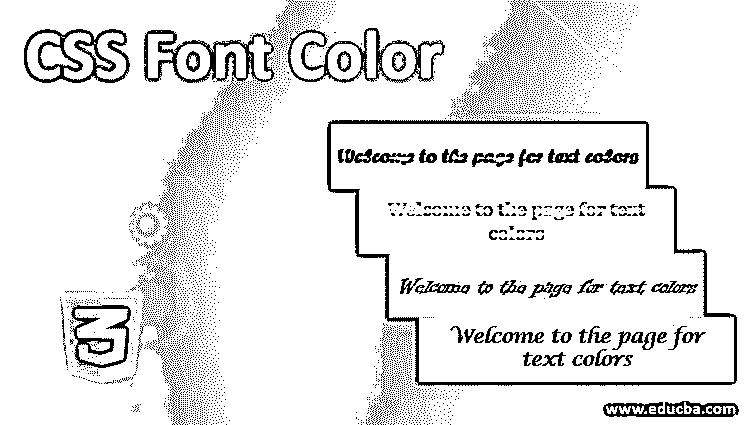 CSS Font Color
Welcome to the page for text colors
Welcome to the page for text
colors
Welcome to the page for text colors
Welcome to the page for
text colors
3
www.educba.com